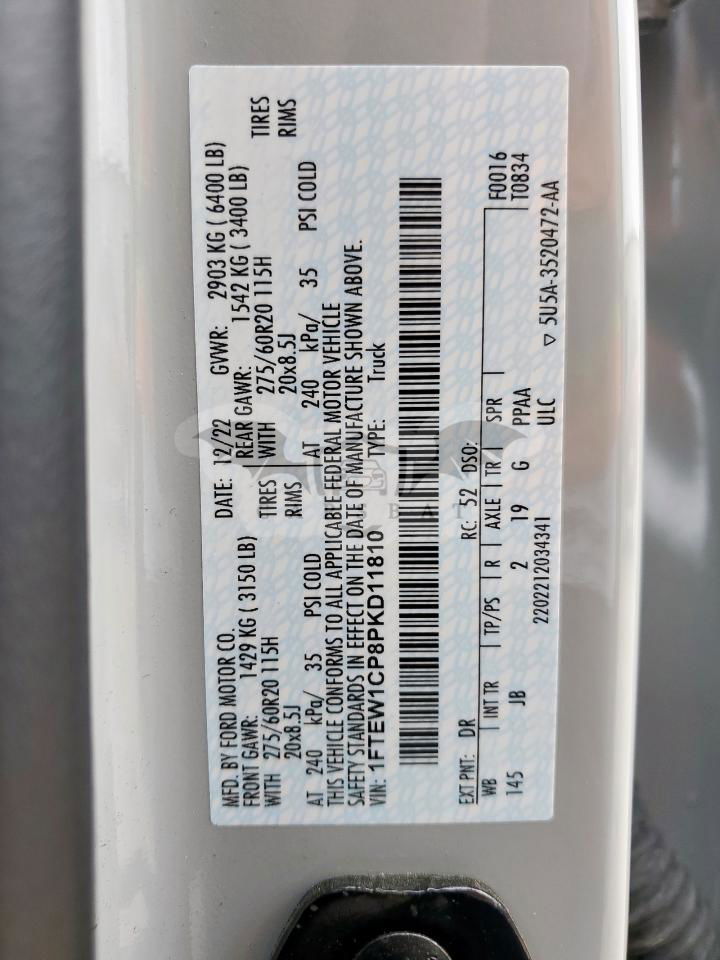 MFD. BY FORD MOTOR CO. DATE: 12/22 GVWR: 2903 KG ( 6400 LB)
FRONT GAWR: 1429 KG ( 3150 LB) REAR GAWR: 1542 KG ( 3400 LB)
WITH 275/60R20 115H TIRES WITH 275/60R20 115H TIRES
20x8.5J RIMS 20x8.5J RIMS
AT 240 kPa/ 35 PSI COLD AT 240 kPa/ 35 PSI COLD
THIS VEHICLE CONFORMS TO ALL APPLICABLE FEDERAL MOTOR VEHICLE
SAFETY STANDARDS IN EFFECT ON THE DATE OF MANUFACTURE SHOWN ABOVE.
VIN: 1FTEW1CP8PKD11810 TYPE: Truck
EXT PNT: DR RC: 52 DSO:
WB INT TR TP/PS R AXLE TR SPR F0016
145 JB 2 19 G PPAA T0834
2202212034341 ULC ▽ 5U5A-3520472-AA